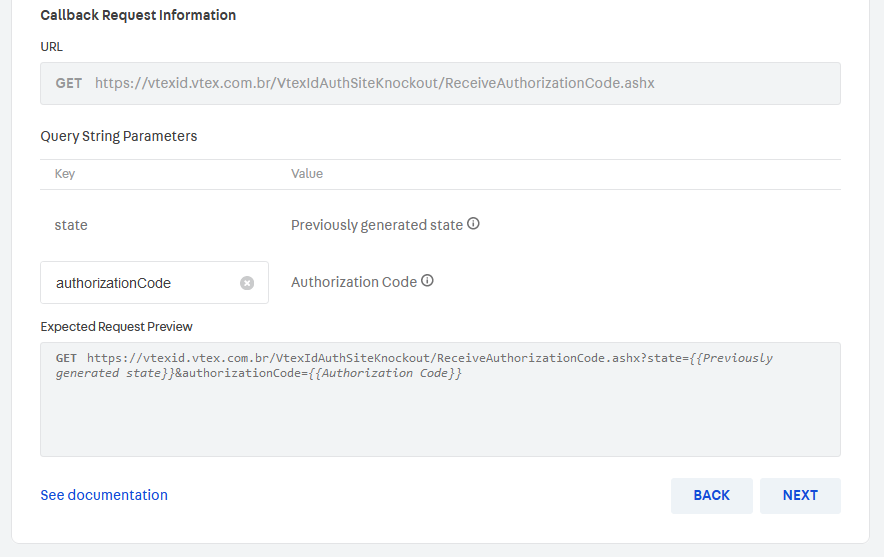 Callback Request Information
URL
GET https://vtexid.vtex.com.br/VtexIdAuthSiteKnockout/ReceiveAuthorizationCode.ashx
Query String Parameters
Key Value
state Previously generated state
authorizationCode Authorization Code
Expected Request Preview
GET https://vtexid.vtex.com.br/VtexIdAuthSiteKnockout/ReceiveAuthorizationCode.ashx?state={{Previously
generated state}}&authorizationCode={{Authorization Code}}
See documentation BACK NEXT